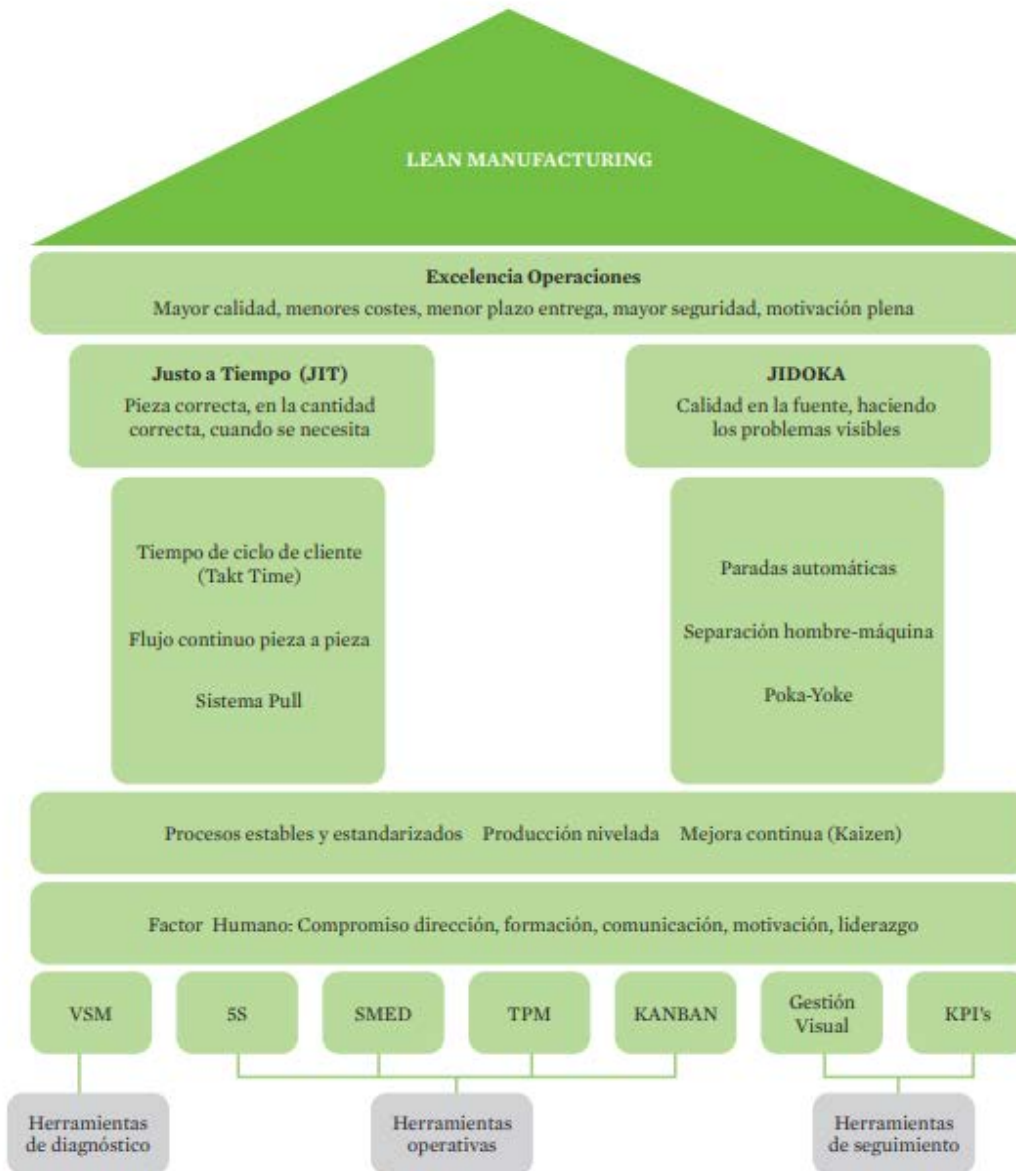 LEAN MANUFACTURING
Excelencia Operaciones
Mayor calidad, menores costes, menor plazo entrega, mayor seguridad, motivación plena
Justo a Tiempo (JIT)
Pieza correcta, en la cantidad
correcta, cuando se necesita
JIDOKA
Calidad en la fuente, haciendo
los problemas visibles
Tiempo de ciclo de cliente
(Takt Time)
Flujo continuo pieza a pieza
Sistema Pull
Paradas automáticas
Separación hombre-máquina
Poka-Yoke
Procesos estables y estandarizados Producción nivelada Mejora continua (Kaizen)
Factor Humano: Compromiso dirección, formación, comunicación, motivación, liderazgo
VSM
5S
SMED
TPM
KANBAN
Gestión
Visual
KPI's
Herramientas
de diagnóstico
Herramientas
operativas
Herramientas
de seguimiento